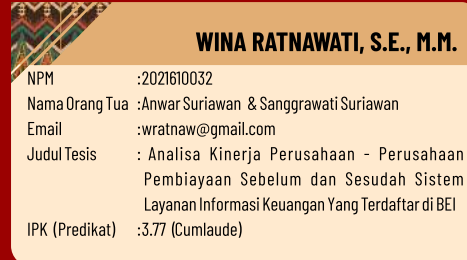 WINA RATNAWATI, S.E., M.M.
NPM :2021610032
Nama Orang Tua :Anwar Suriawan & Sanggrawati Suriawan
Email :wratnaw@gmail.com
Judul Tesis : Analisa Kinerja Perusahaan - Perusahaan
Pembiayaan Sebelum dan Sesudah Sistem
Layanan Informasi Keuangan Yang Terdaftar di BEI
IPK (Predikat) :3.77 (Cumlaude)